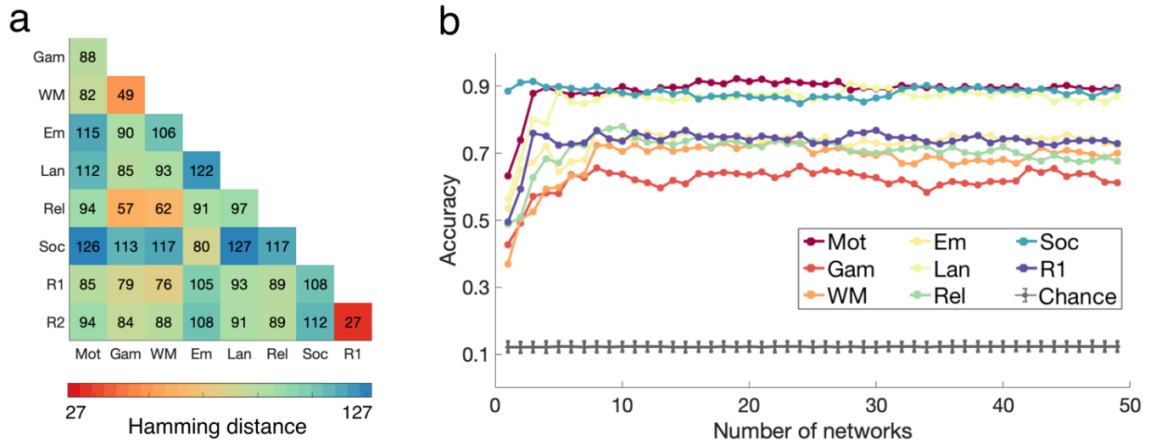 a
Gam 88
WM 82 49
Em 115 90 106
Lan 112 85 93 122
Rel 94 57 62 91 97
Soc 126 113 117 80 127 117
R1 85 79 76 105 93 89 108
R2 94 84 88 108 91 89 112 27
Mot Gam WM Em Lan Rel Soc R1
27 127
Hamming distance
b
Accuracy
0.9
0.7
0.5
0.3
0.1
Mot Em Soc
Gam Lan R1
WM Rel Chance
0 10 20 30 40 50
Number of networks